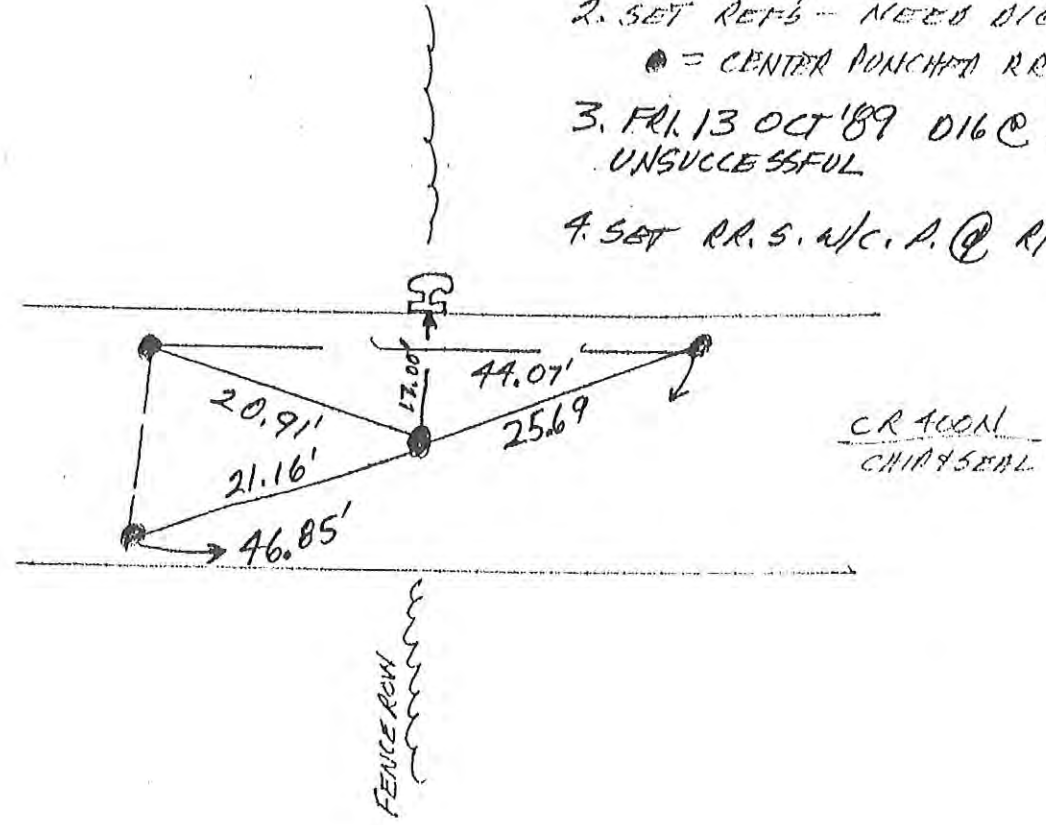 2. SET REF'S - NEED DIG
● = CENTER PUNCHED RR
3. FRI. 13 OCT '89 DIG @
UNSUCCESSFUL
4. SET RR. S. W/C. P. @
17.00'
44.07'
20.91'
25.69
21.16'
46.85'
CR 400N
CHIP & SEAL
FENCE ROW